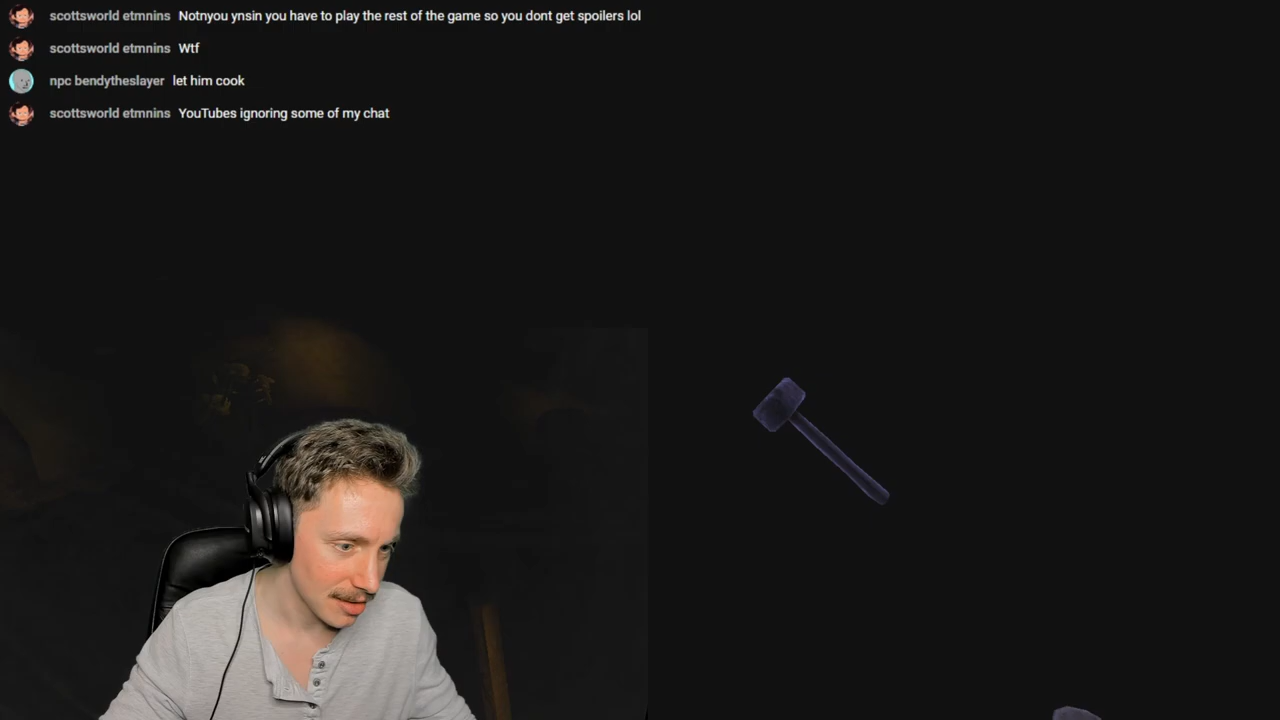 scottsworld etmnins Notnyou ynsin you have to play the rest of the game so you dont get spoilers lol
scottsworld etmnins Wtf
npc bendytheslayer let him cook
scottsworld etmnins YouTubes ignoring some of my chat